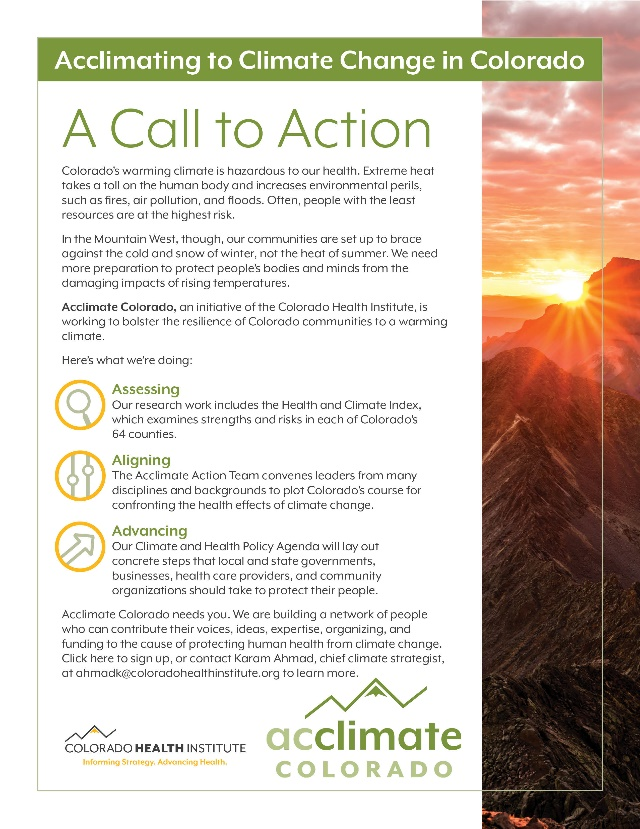 Acclimating to Climate Change in Colorado
A Call to Action
Colorado's warming climate is hazardous to our health. Extreme heat
takes a toll on the human body and increases environmental perils,
such as fires, air pollution, and floods. Often, people with the least
resources are at the highest risk.
In the Mountain West, though, our communities are set up to brace
against the cold and snow of winter, not the heat of summer. We need
more preparation to protect people's bodies and minds from the
damaging impacts of rising temperatures.
Acclimate Colorado, an initiative of the Colorado Health Institute, is
working to bolster the resilience of Colorado communities to a warming
climate.
Here's what we're doing:
Assessing
Our research work includes the Health and Climate Index,
which examines strengths and risks in each of Colorado's
64 counties.
Aligning
The Acclimate Action Team convenes leaders from many
disciplines and backgrounds to plot Colorado's course for
confronting the health effects of climate change.
Advancing
Our Climate and Health Policy Agenda will lay out
concrete steps that local and state governments,
businesses, health care providers, and community
organizations should take to protect their people.
Acclimate Colorado needs you. We are building a network of people
who can contribute their voices, ideas, expertise, organizing, and
funding to the cause of protecting human health from climate change.
Click here to sign up, or contact Karam Ahmad, chief climate strategist,
at ahmadk@coloradohealthinstitute.org to learn more.
COLORADO HEALTH INSTITUTE
Informing Strategy. Advancing Health.
acclimate
COLORADO